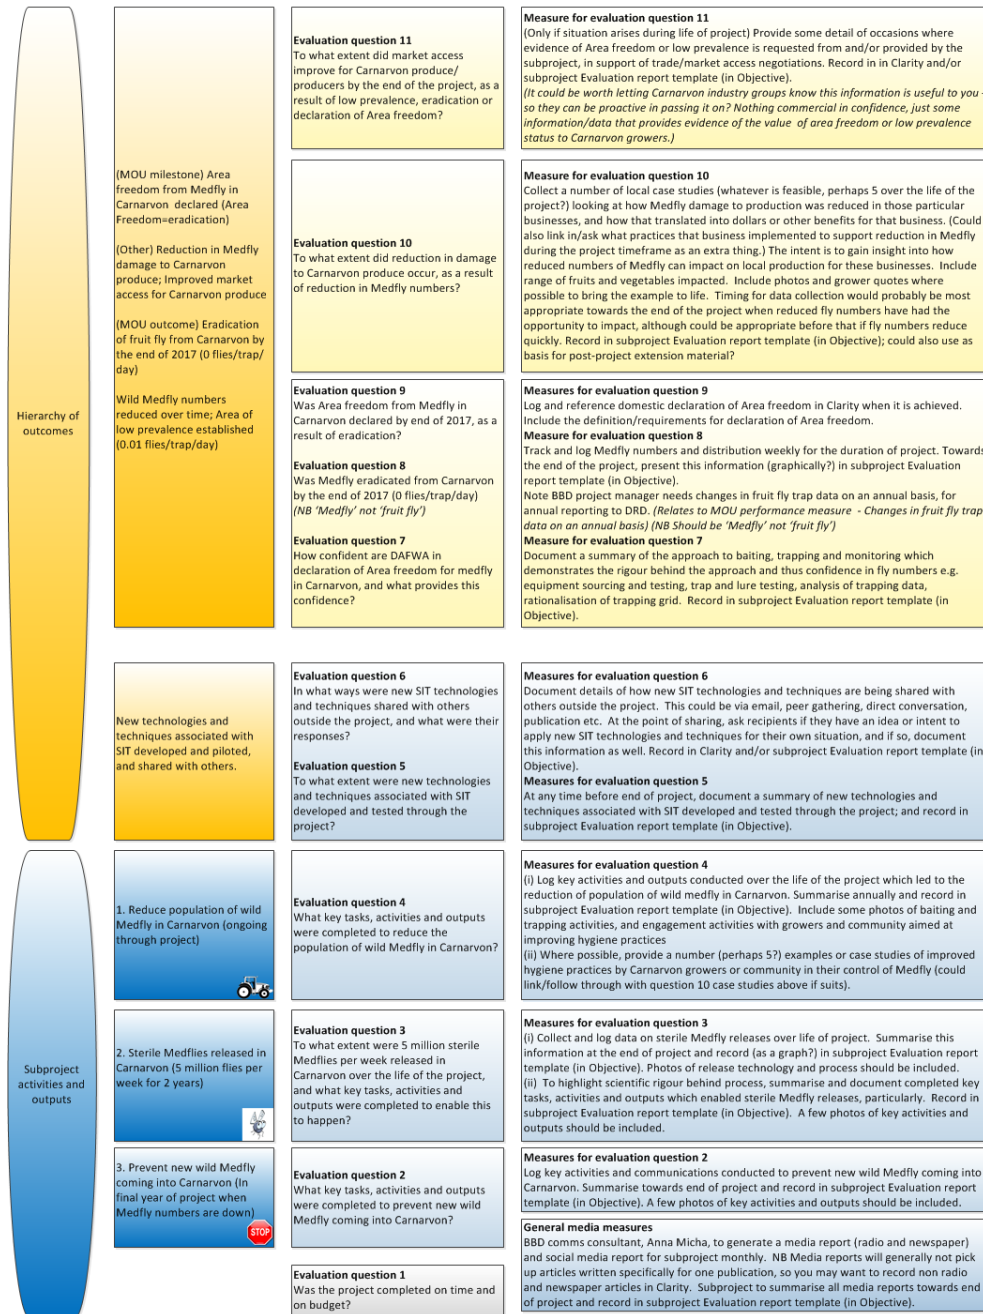 Hierarchy of
outcomes
(MOU milestone) Area
freedom from Medfly in
Carnarvon declared (Area
Freedom=eradication)
(Other) Reduction in Medfly
damage to Carnarvon
produce; Improved market
access for Carnarvon produce
(MOU outcome) Eradication
of fruit fly from Carnarvon by
the end of 2017 (0 flies/trap/
day)
Wild Medfly numbers
reduced over time; Area of
low prevalence established
(0.01 flies/trap/day)
Evaluation question 11
To what extent did market access
improve for Carnarvon produce/
producers by the end of the project, as a
result of low prevalence, eradication or
declaration of Area freedom?
Measure for evaluation question 11
(Only if situation arises during life of project) Provide some detail of occasions where
evidence of Area freedom or low prevalence is requested from and/or provided by the
subproject, in support of trade/market access negotiations. Record in in Clarity and/or
subproject Evaluation report template (in Objective).
(It could be worth letting Carnarvon industry groups know this information is useful to you -
so they can be proactive in passing it on? Nothing commercial in confidence, just some
information/data that provides evidence of the value of area freedom or low prevalence
status to Carnarvon growers.)
Evaluation question 10
To what extent did reduction in damage
to Carnarvon produce occur, as a result
of reduction in Medfly numbers?
Measure for evaluation question 10
Collect a number of local case studies (whatever is feasible, perhaps 5 over the life of the
project?) looking at how Medfly damage to production was reduced in those particular
businesses, and how that translated into dollars or other benefits for that business. (Could
also link in/ask what practices that business implemented to support reduction in Medfly
during the project timeframe as an extra thing.) The intent is to gain insight into how
reduced numbers of Medfly can impact on local production for these businesses. Include
range of fruits and vegetables impacted. Include photos and grower quotes where
possible to bring the example to life. Timing for data collection would probably be most
appropriate towards the end of the project when reduced fly numbers have had the
opportunity to impact, although could be appropriate before that if fly numbers reduce
quickly. Record in subproject Evaluation report template (in Objective); could also use as
basis for post-project extension material?
Evaluation question 9
Was Area freedom from Medfly in
Carnarvon declared by end of 2017, as a
result of eradication?
Evaluation question 8
Was Medfly eradicated from Carnarvon
by the end of 2017 (0 flies/trap/day)
(NB 'Medfly' not 'fruit fly')
Evaluation question 7
How confident are DAFWA in
declaration of Area freedom for medfly
in Carnarvon, and what provides this
confidence?
Measures for evaluation question 9
Log and reference domestic declaration of Area freedom in Clarity when it is achieved.
Include the definition/requirements for declaration of Area freedom.
Measure for evaluation question 8
Track and log Medfly numbers and distribution weekly for the duration of project. Towards
the end of the project, present this information (graphically?) in subproject Evaluation
report template (in Objective).
Note BBD project manager needs changes in fruit fly trap data on an annual basis, for
annual reporting to DRD. (Relates to MOU performance measure - Changes in fruit fly trap
data on an annual basis) (NB Should be 'Medfly' not 'fruit fly')
Measure for evaluation question 7
Document a summary of the approach to baiting, trapping and monitoring which
demonstrates the rigour behind the approach and thus confidence in fly numbers e.g.
equipment sourcing and testing, trap and lure testing, analysis of trapping data,
rationalisation of trapping grid. Record in subproject Evaluation report template (in
Objective).
New technologies and
techniques associated with
SIT developed and piloted,
and shared with others.
Evaluation question 6
In what ways were new SIT technologies
and techniques shared with others
outside the project, and what were their
responses?
Evaluation question 5
To what extent were new technologies
and techniques associated with SIT
developed and tested through the
project?
Measures for evaluation question 6
Document details of how new SIT technologies and techniques are being shared with
others outside the project. This could be via email, peer gathering, direct conversation,
publication etc. At the point of sharing, ask recipients if they have an idea or intent to
apply new SIT technologies and techniques for their own situation, and if so, document
this information as well. Record in Clarity and/or subproject Evaluation report template (in
Objective).
Measures for evaluation question 5
At any time before end of project, document a summary of new technologies and
techniques associated with SIT developed and tested through the project; and record in
subproject Evaluation report template (in Objective).
Subproject
activities and
outputs
1. Reduce population of wild
Medfly in Carnarvon (ongoing
through project)
Evaluation question 4
What key tasks, activities and outputs
were completed to reduce the
population of wild Medfly in Carnarvon?
Measures for evaluation question 4
(i) Log key activities and outputs conducted over the life of the project which led to the
reduction of population of wild medfly in Carnarvon. Summarise annually and record in
subproject Evaluation report template (in Objective). Include some photos of baiting and
trapping activities, and engagement activities with growers and community aimed at
improving hygiene practices
(ii) Where possible, provide a number (perhaps 5?) examples or case studies of improved
hygiene practices by Carnarvon growers or community in their control of Medfly (could
link/follow through with question 10 case studies above if suits).
2. Sterile Medflies released in
Carnarvon (5 million flies per
week for 2 years)
Evaluation question 3
To what extent were 5 million sterile
Medflies per week released in
Carnarvon over the life of the project,
and what key tasks, activities and
outputs were completed to enable this
to happen?
Measures for evaluation question 3
(i) Collect and log data on sterile Medfly releases over life of project. Summarise this
information at the end of project and record (as a graph?) in subproject Evaluation report
template (in Objective). Photos of release technology and process should be included.
(ii) To highlight scientific rigour behind process, summarise and document completed key
tasks, activities and outputs which enabled sterile Medfly releases, particularly. Record in
subproject Evaluation report template (in Objective). A few photos of key activities and
outputs should be included.
3. Prevent new wild Medfly
coming into Carnarvon (In
final year of project when
Medfly numbers are down)
STOP
Evaluation question 2
What key tasks, activities and outputs
were completed to prevent new wild
Medfly coming into Carnarvon?
Measures for evaluation question 2
Log key activities and communications conducted to prevent new wild Medfly coming into
Carnarvon. Summarise towards end of project and record in subproject Evaluation report
template (in Objective). A few photos of key activities and outputs should be included.
Evaluation question 1
Was the project completed on time and
on budget?
General media measures
BBD comms consultant, Anna Micha, to generate a media report (radio and newspaper)
and social media report for subproject monthly. NB Media reports will generally not pick
up articles written specifically for one publication, so you may want to record non radio
and newspaper articles in Clarity. Subproject to summarise all media reports towards end
of project and record in subproject Evaluation report template (in Objective).